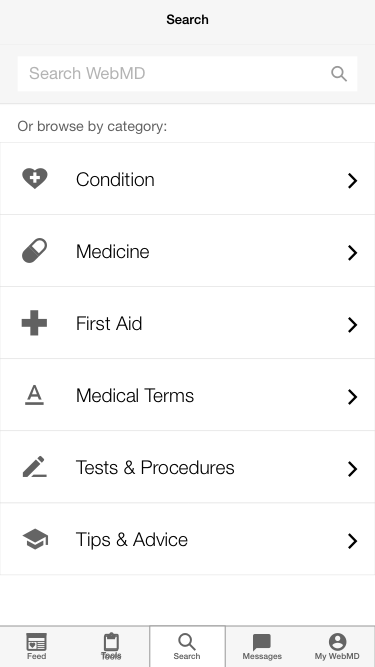 Search
Search WebMD
Or browse by category:
Condition
Medicine
First Aid
Medical Terms
Tests & Procedures
Tips & Advice
Feed
Tools
Search
Messages
My WebMD